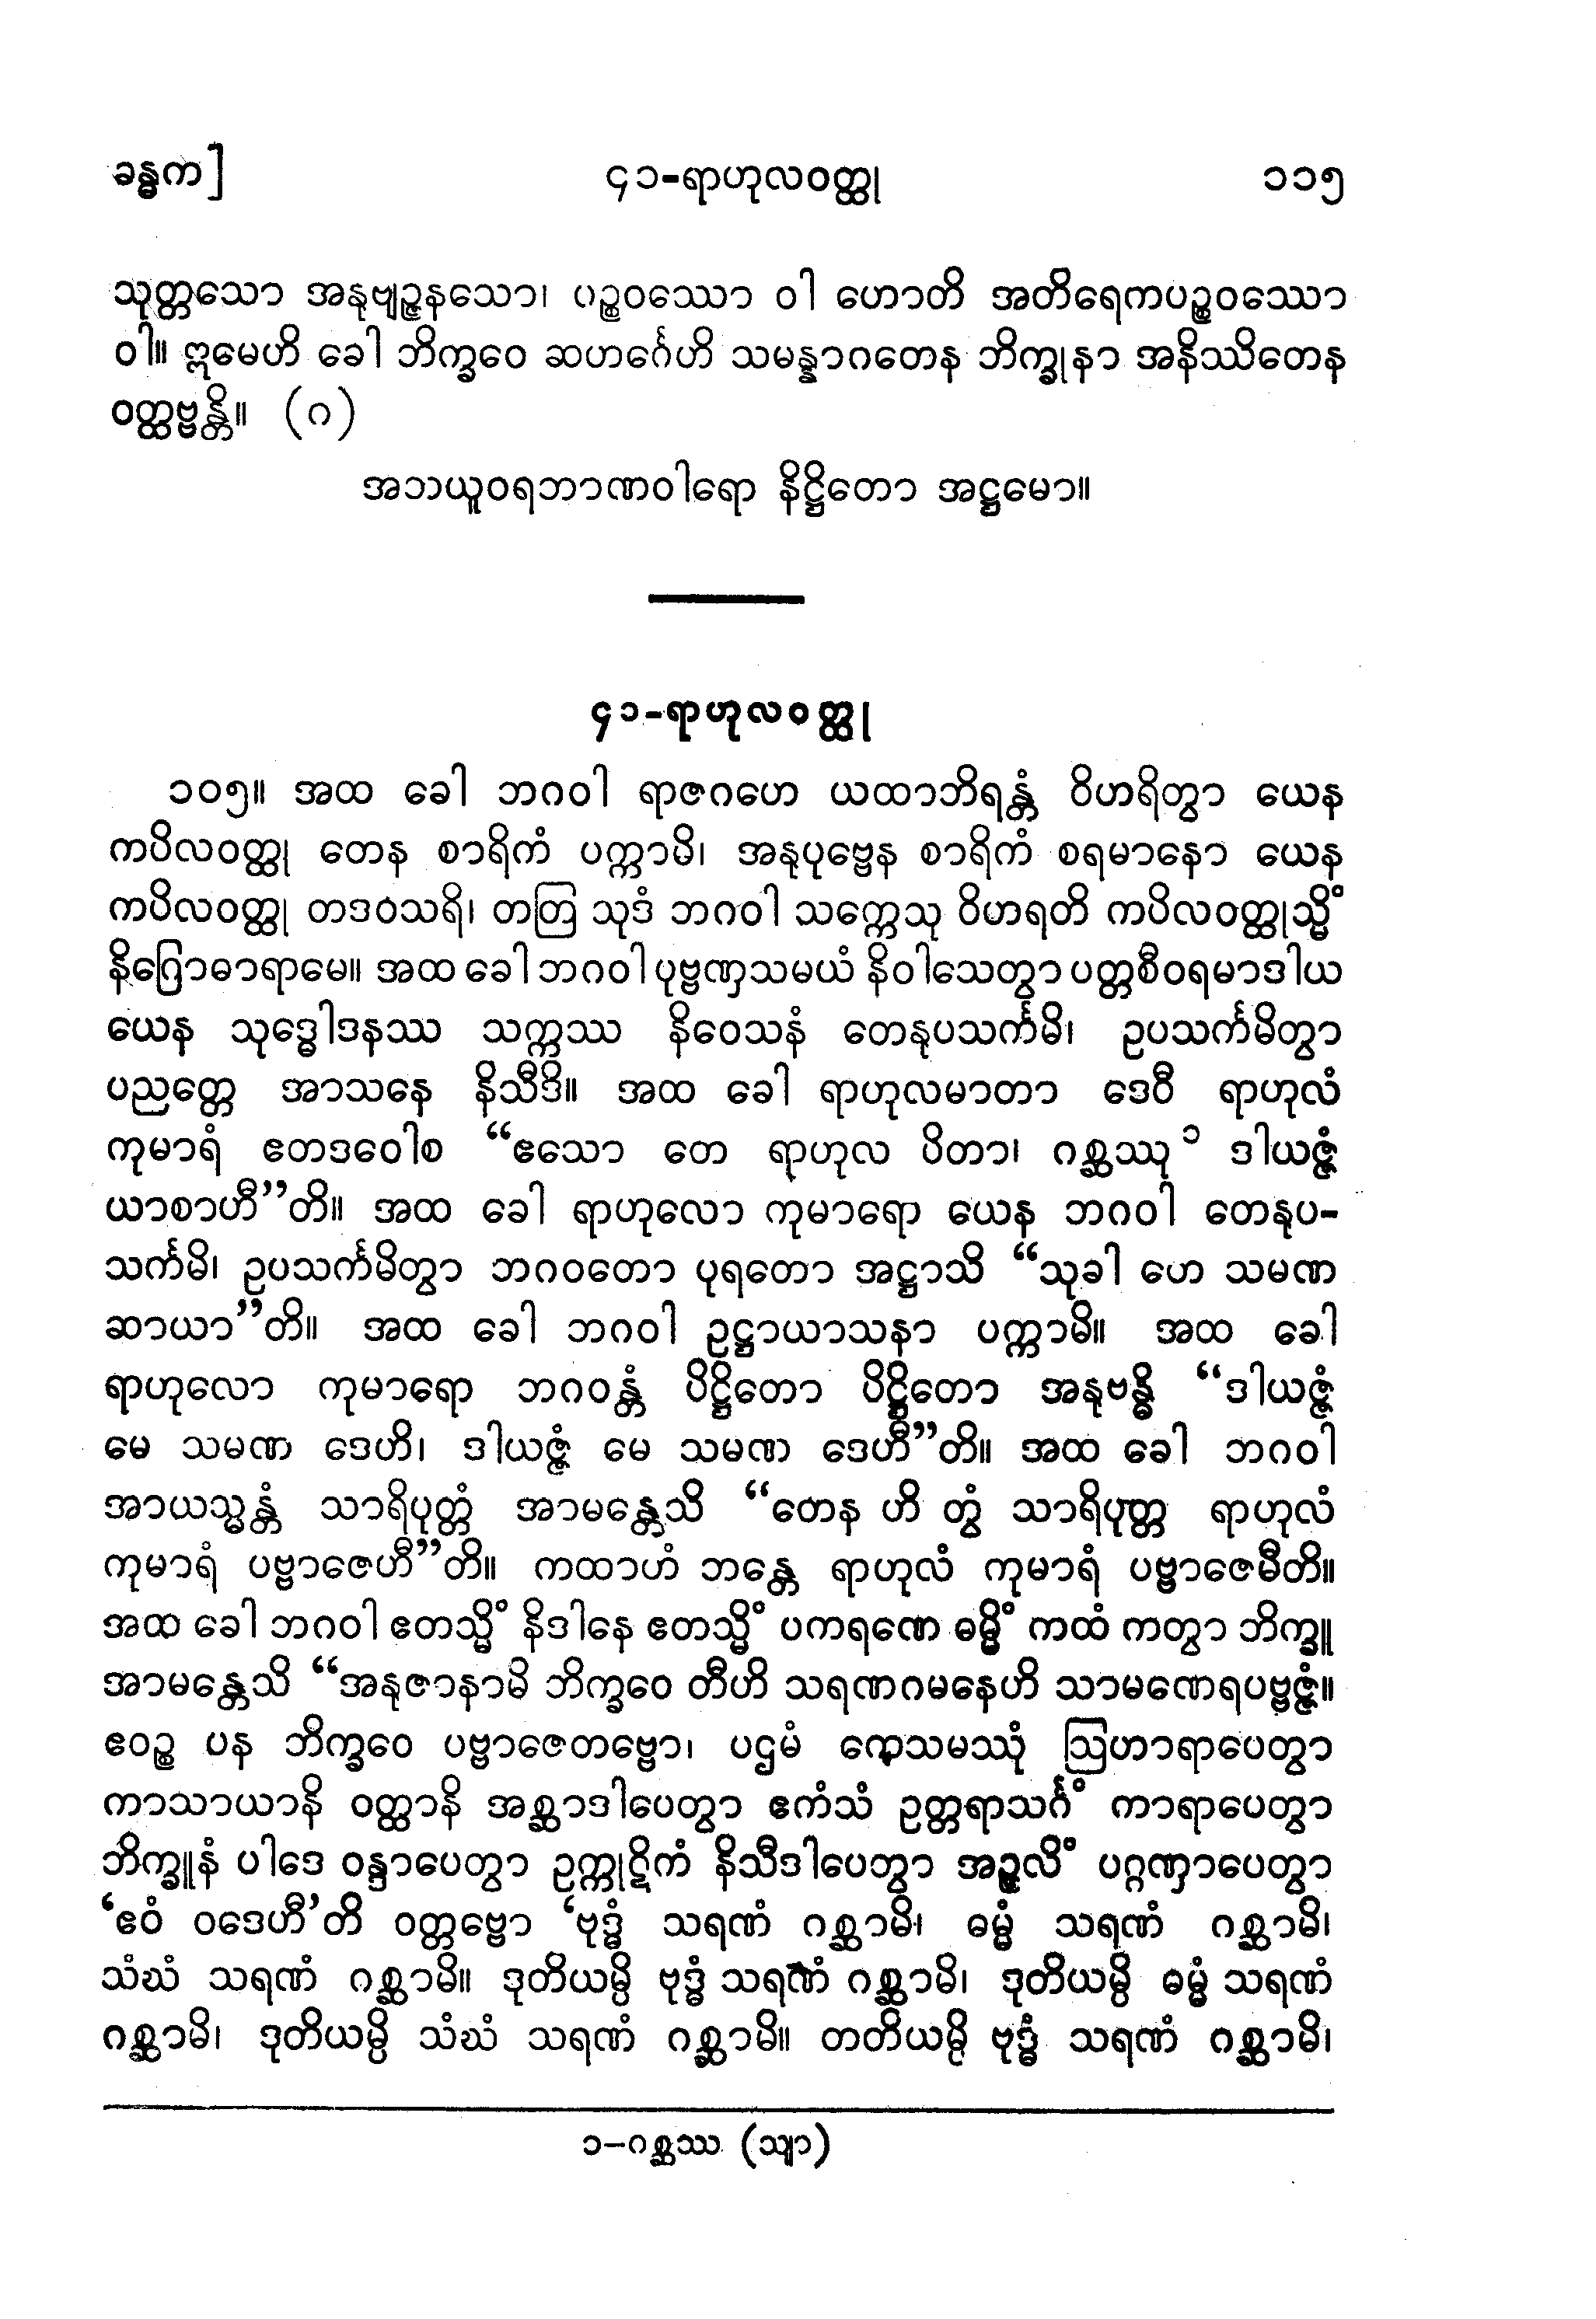 ခန္ဓက]
၄၁-ရာဟုလဝတ္ထု
၁၁၅
သုတ္တသော အနုဗျဉ္ဇနသော၊ ပဉ္စဝဿော ဝါ ဟောတိ အတိရေကပဉ္စဝဿော
ဝါ။ ဣမေဟိ ခေါ ဘိက္ခဝေ ဆဟင်္ဂေဟိ သမန္နာဂတေန ဘိက္ခုနာ အနိဿိတေန
ဝတ္ထဗ္ဗန္တိ။ (ဂ)
အဘယူဝရဘာဏဝါရော နိဋ္ဌိတော အဋ္ဌမော။
၄၁-ရာဟုလဝတ္ထု
၁၀၅။ အထ ခေါ ဘဂဝါ ရာဇဂဟေ ယထာဘိရန္တံ ဝိဟရိတွာ ယေန
ကပိလဝတ္ထု တေန စာရိကံ ပက္ကာမိ၊ အနုပုဗ္ဗေန စာရိကံ စရမာနော ယေန
ကပိလဝတ္ထု တဒဝသရိ၊ တတြ သုဒံ ဘဂဝါ သက္ကေသု ဝိဟရတိ ကပိလဝတ္ထုသ္မိံ
နိဂြောဓာရာမေ။ အထ ခေါ ဘဂဝါ ပုဗ္ဗဏှသမယံ နိဝါသေတွာ ပတ္တစီဝရမာဒါယ
ယေန သုဒ္ဓေါဒနဿ သက္ကဿ နိဝေသနံ တေနုပသင်္ကမိ၊ ဥပသင်္ကမိတွာ
ပညတ္တေ အာသနေ နိသီဒိ။ အထ ခေါ ရာဟုလမာတာ ဒေဝီ ရာဟုလံ
ကုမာရံ ဧတဒဝေါစ “ဧသော တေ ရာဟုလ ပိတာ၊ ဂစ္ဆဿု ၁ ဒါယဇ္ဇံ
ယာစာဟီ”တိ။ အထ ခေါ ရာဟုလော ကုမာရော ယေန ဘဂဝါ တေနုပ-
သင်္ကမိ၊ ဥပသင်္ကမိတွာ ဘဂဝတော ပုရတော အဋ္ဌာသိ “သုခါ ဟေ သမဏ
ဆာယာ”တိ။ အထ ခေါ ဘဂဝါ ဥဋ္ဌာယာသနာ ပက္ကာမိ။ အထ ခေါ
ရာဟုလော ကုမာရော ဘဂဝန္တံ ပိဋ္ဌိတော ပိဋ္ဌိတော အနုဗန္ဓိ “ဒါယဇ္ဇံ
မေ သမဏ ဒေဟိ၊ ဒါယဇ္ဇံ မေ သမဏ ဒေဟီ”တိ။ အထ ခေါ ဘဂဝါ
အာယသ္မန္တံ သာရိပုတ္တံ အာမန္တေသိ “တေန ဟိ တွံ သာရိပုတ္တ ရာဟုလံ
ကုမာရံ ပဗ္ဗာဇေဟီ”တိ။ ကထာဟံ ဘန္တေ ရာဟုလံ ကုမာရံ ပဗ္ဗာဇေမီတိ။
အထ ခေါ ဘဂဝါ ဧတသ္မိံ နိဒါနေ ဧတသ္မိံ ပကရဏေ ဓမ္မိံ ကထံ ကတွာ ဘိက္ခူ
အာမန္တေသိ “အနုဇာနာမိ ဘိက္ခဝေ တီဟိ သရဏဂမနေဟိ သာမဏေရပဗ္ဗဇ္ဇံ။
ဧဝဉ္စ ပန ဘိက္ခဝေ ပဗ္ဗာဇေတဗ္ဗော၊ ပဌမံ ကေသမဿုံ ဩဟာရာပေတွာ
ကာသာယာနိ ဝတ္ထာနိ အစ္ဆာဒါပေတွာ ဧကံသံ ဥတ္တရာသင်္ဂံ ကာရာပေတွာ
ဘိက္ခူနံ ပါဒေ ဝန္ဒာပေတွာ ဥက္ကုဋိကံ နိသီဒါပေတွာ အဉ္ဇလိံ ပဂ္ဂဏှာပေတွာ
‘ဧဝံ ဝဒေဟီ’တိ ဝတ္တဗ္ဗော ‘ဗုဒ္ဓံ သရဏံ ဂစ္ဆာမိ၊ ဓမ္မံ သရဏံ ဂစ္ဆာမိ၊
သံဃံ သရဏံ ဂစ္ဆာမိ။ ဒုတိယမ္ပိ ဗုဒ္ဓံ သရဏံ ဂစ္ဆာမိ၊ ဒုတိယမ္ပိ ဓမ္မံ သရဏံ
ဂစ္ဆာမိ၊ ဒုတိယမ္ပိ သံဃံ သရဏံ ဂစ္ဆာမိ။ တတိယမ္ပိ ဗုဒ္ဓံ သရဏံ ဂစ္ဆာမိ၊
၁-ဂစ္ဆဿ (သျာ)